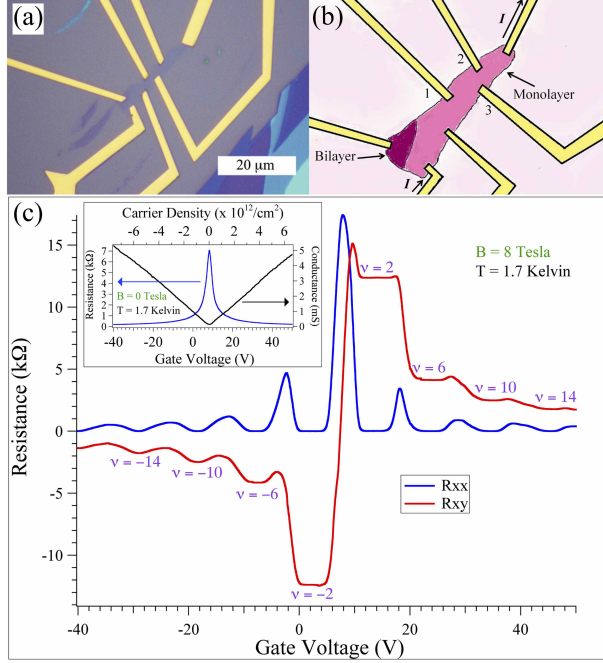 (a)
20 μm
(b)
I
2
1
3
Monolayer
Bilayer
I
(c)
Carrier Density (x 10¹²/cm²)
-6 -4 -2 0 2 4 6
Resistance (kΩ)
7
6
5
4
3
2
1
0
B = 0 Tesla
T = 1.7 Kelvin
5
4
3
2
1
0
Conductance (mS)
-40 -20 0 20 40
Gate Voltage (V)
B = 8 Tesla
T = 1.7 Kelvin
Resistance (kΩ)
15
10
5
0
-5
-10
ν = 2
ν = 6
ν = 10
ν = 14
ν = −14
ν = −10
ν = −6
ν = −2
Rxx
Rxy
-40 -20 0 20 40
Gate Voltage (V)